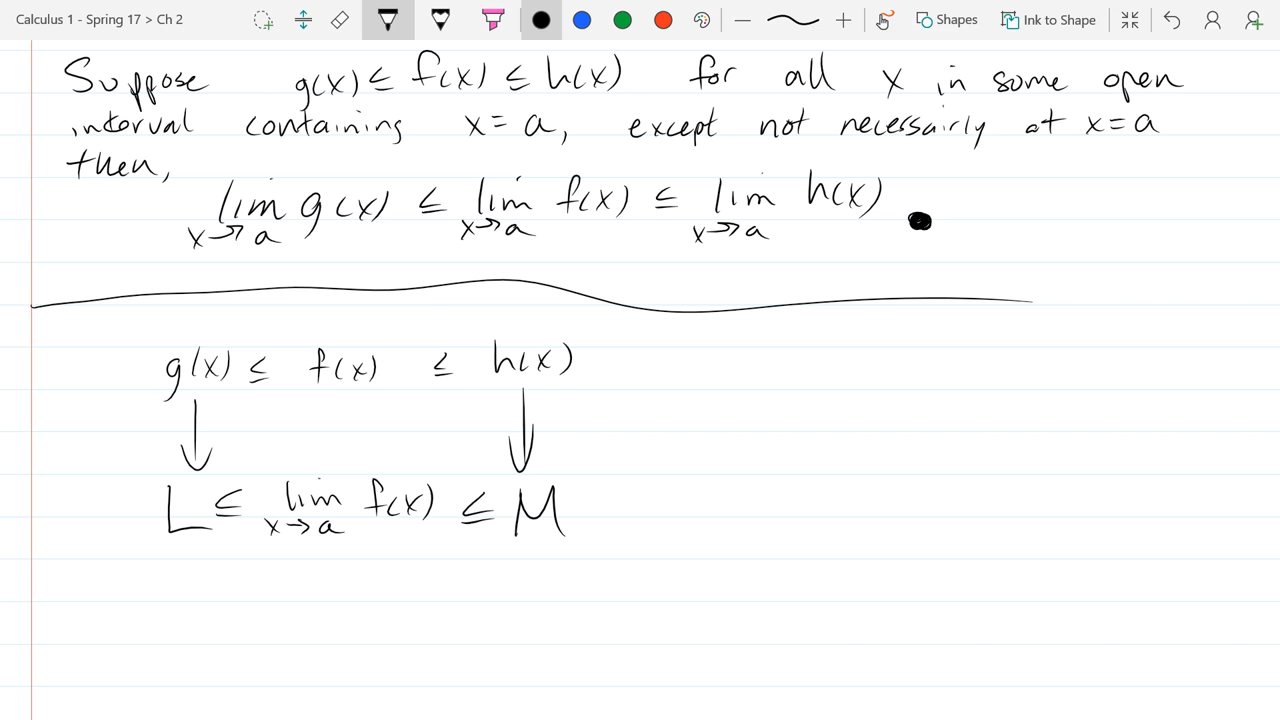 Calculus 1 - Spring 17 > Ch 2 Shapes Ink to Shape
Suppose g(x) ≤ f(x) ≤ h(x) for all x in some open
interval containing x = a, except not necessairly at x = a
then,
lim g(x) ≤ lim f(x) ≤ lim h(x)
x→a x→a x→a
g(x) ≤ f(x) ≤ h(x)
↓ ↓
L ≤ lim f(x) ≤ M
x→a